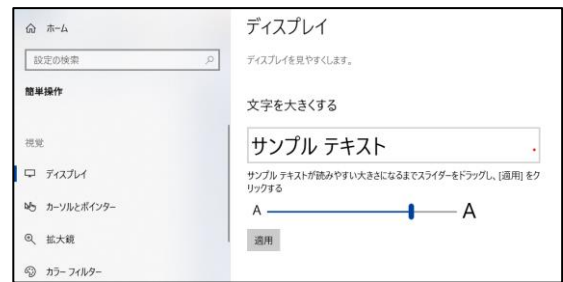 ホーム
設定の検索
簡単操作
視覚
ディスプレイ
カーソルとポインター
拡大鏡
カラー フィルター
ディスプレイ
ディスプレイを見やすくします。
文字を大きくする
サンプル テキスト
サンプル テキストが読みやすい大きさになるまでスライダーをドラッグし、[適用] をク
リックする
A A
適用